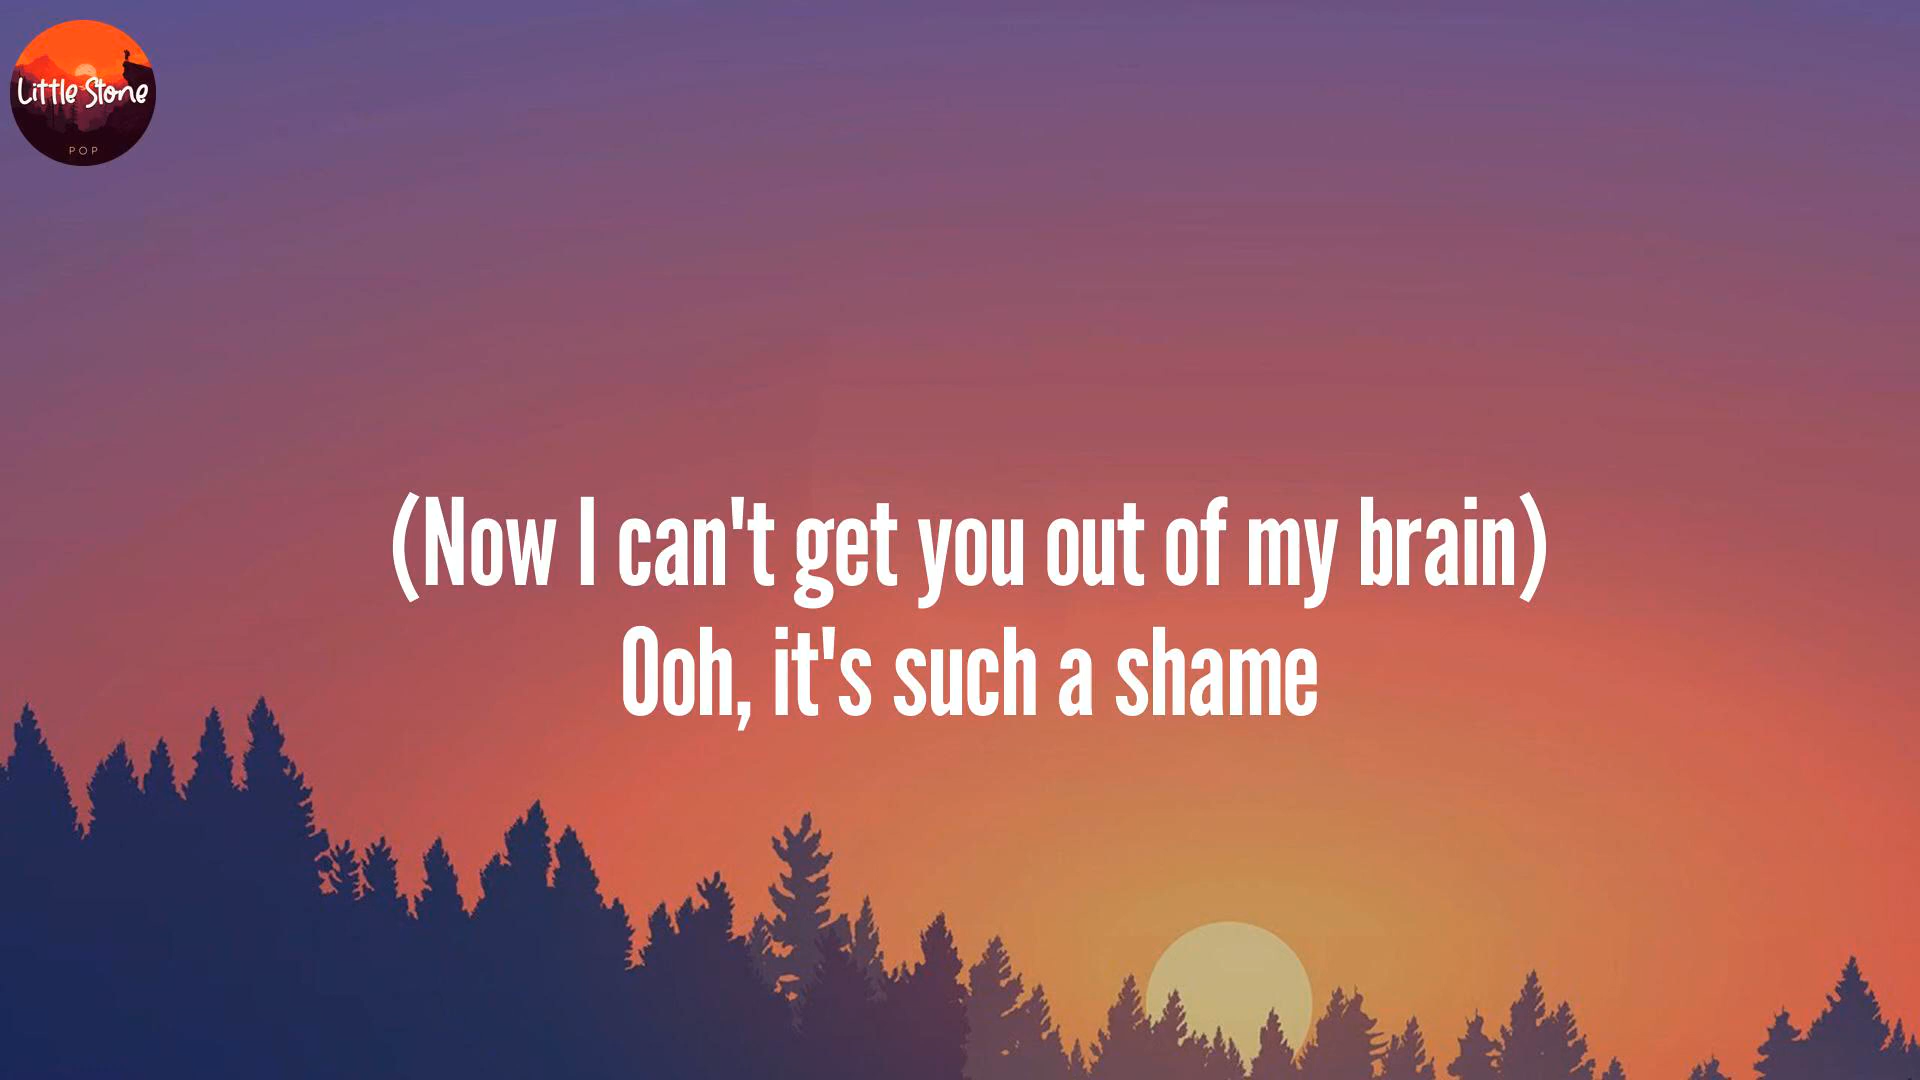 Little Stone
POP
(Now I can't get you out of my brain)
Ooh, it's such a shame